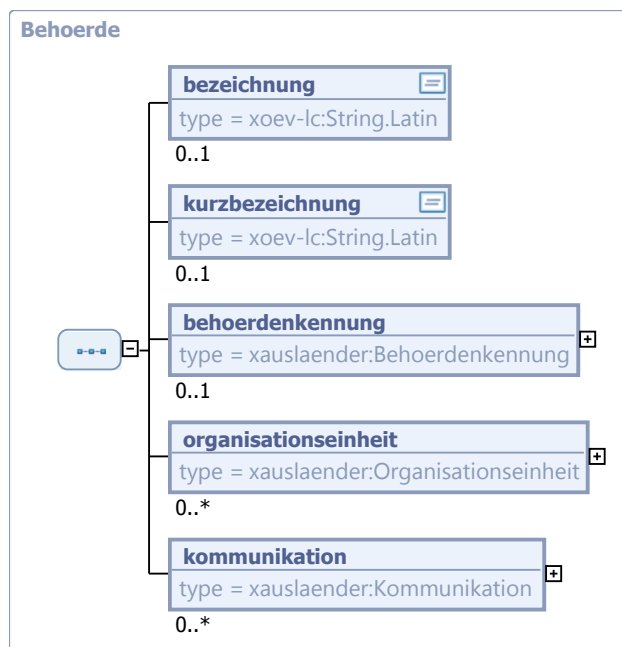 Behoerde
bezeichnung
type = xoev-lc:String.Latin
0..1
kurzbezeichnung
type = xoev-lc:String.Latin
0..1
behoerdenkennung
type = xauslaender:Behoerdenkennung
0..1
organisationseinheit
type = xauslaender:Organisationseinheit
0..*
kommunikation
type = xauslaender:Kommunikation
0..*